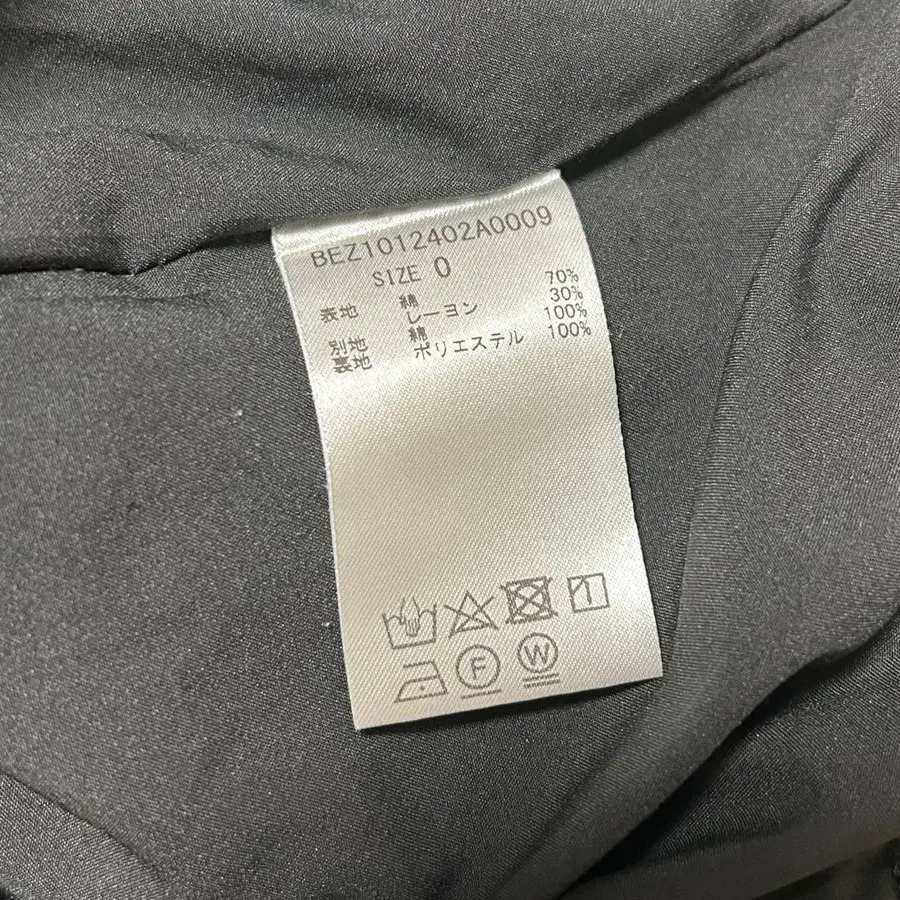 BEZ1012402A0009
SIZE 0
表地 綿 70%
レーヨン 30%
別地 綿 100%
裏地 ポリエステル 100%
F W